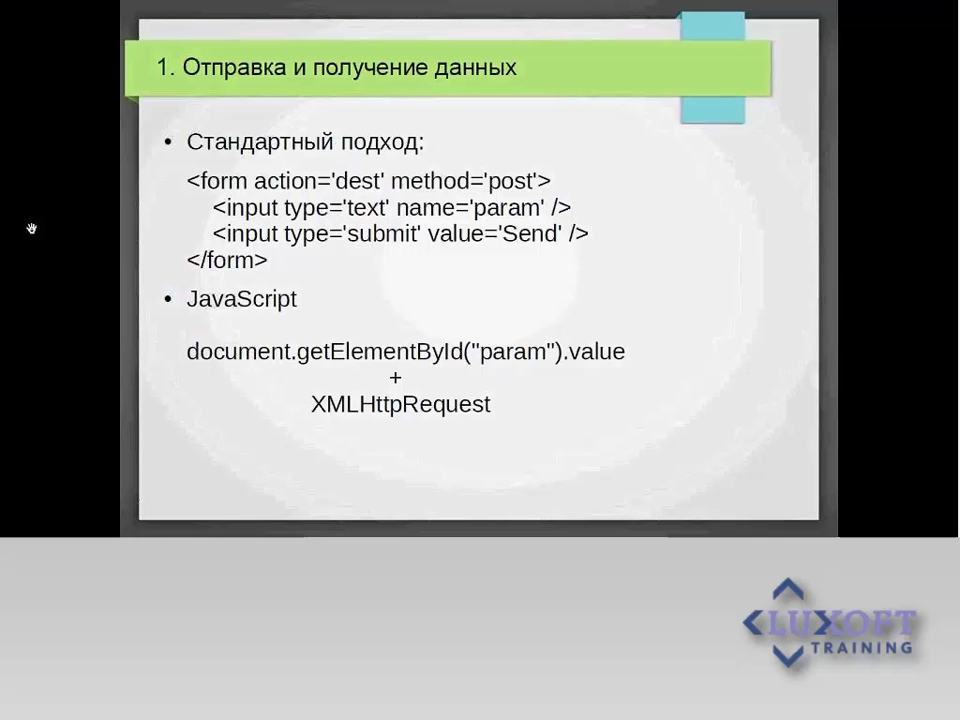 1. Отправка и получение данных
• Стандартный подход:
<form action='dest' method='post'>
<input type='text' name='param' />
<input type='submit' value='Send' />
</form>
• JavaScript
document.getElementById("param").value
+
XMLHttpRequest
LUXOFT
TRAINING